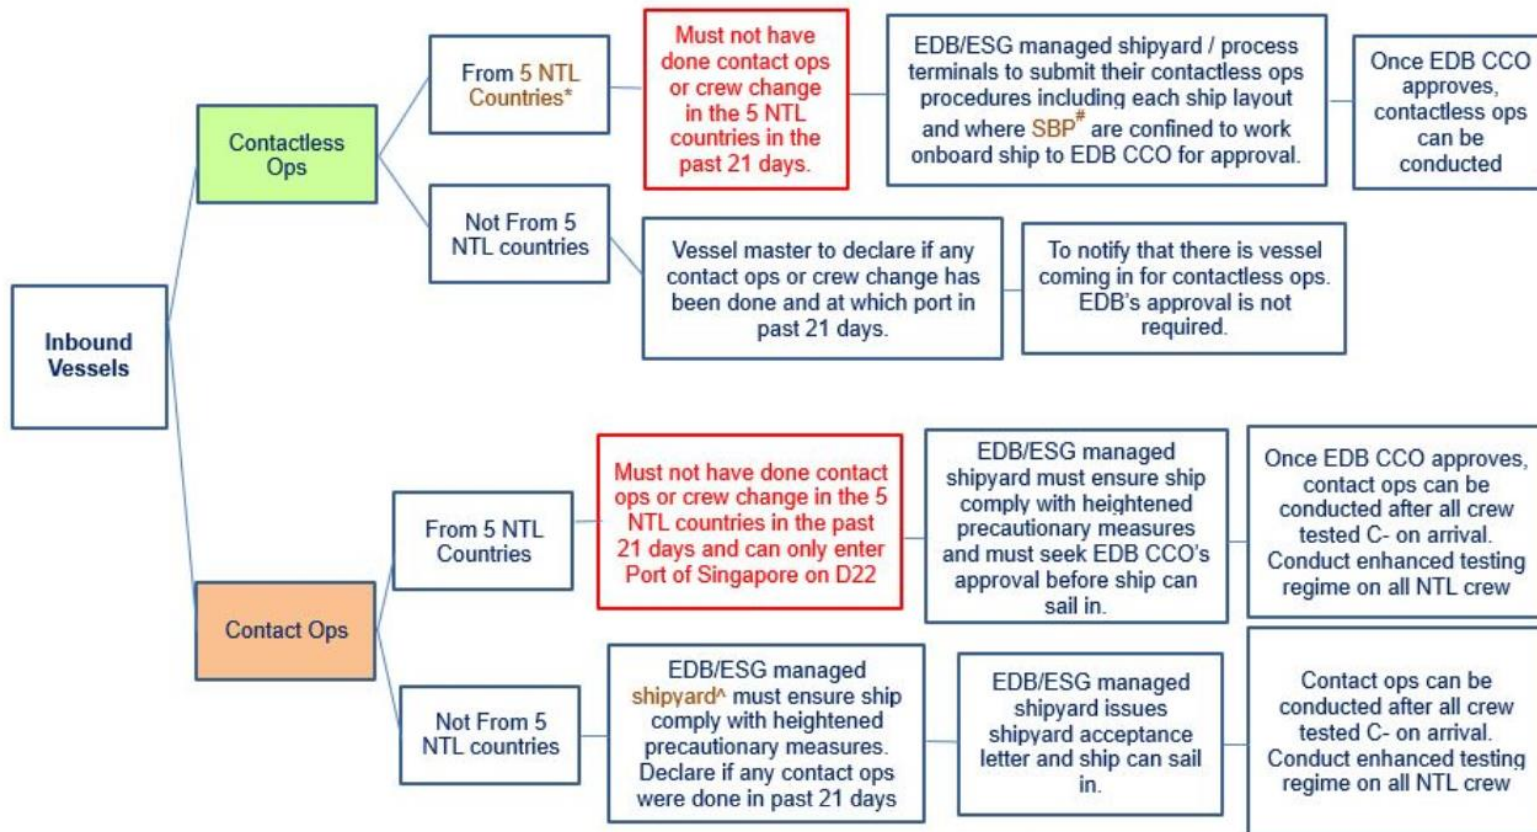 Inbound
Vessels
Contactless
Ops
From 5 NTL
Countries*
Must not have
done contact ops
or crew change
in the 5 NTL
countries in the
past 21 days.
EDB/ESG managed shipyard / process
terminals to submit their contactless ops
procedures including each ship layout
and where SBP# are confined to work
onboard ship to EDB CCO for approval.
Once EDB CCO
approves,
contactless ops
can be
conducted
Not From 5
NTL countries
Vessel master to declare if any
contact ops or crew change has
been done and at which port in
past 21 days.
To notify that there is vessel
coming in for contactless ops.
EDB's approval is not
required.
Contact Ops
From 5 NTL
Countries
Must not have done contact
ops or crew change in the 5
NTL countries in the past
21 days and can only enter
Port of Singapore on D22
EDB/ESG managed
shipyard must ensure ship
comply with heightened
precautionary measures
and must seek EDB CCO's
approval before ship can
sail in.
Once EDB CCO approves,
contact ops can be
conducted after all crew
tested C- on arrival.
Conduct enhanced testing
regime on all NTL crew
Not From 5
NTL countries
EDB/ESG managed
shipyard^ must ensure ship
comply with heightened
precautionary measures.
Declare if any contact ops
were done in past 21 days
EDB/ESG managed
shipyard issues
shipyard acceptance
letter and ship can sail
in.
Contact ops can be
conducted after all crew
tested C- on arrival.
Conduct enhanced testing
regime on all NTL crew